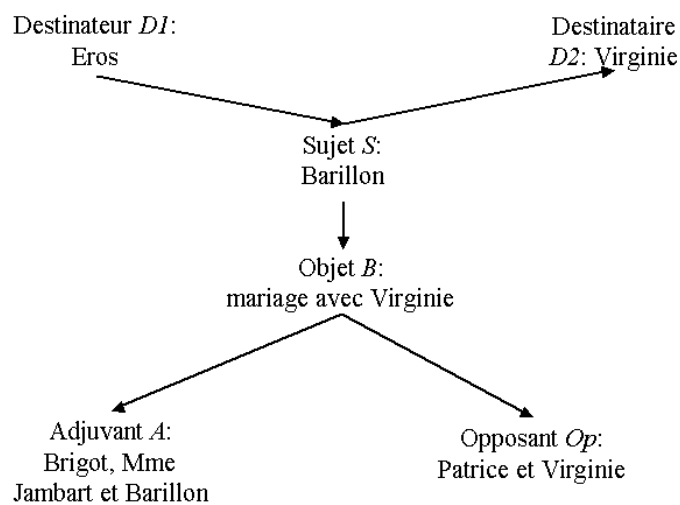 Destinateur D1:
Eros
Destinataire
D2: Virginie
Sujet S:
Barillon
Objet B:
mariage avec Virginie
Adjuvant A:
Brigot, Mme
Jambart et Barillon
Opposant Op:
Patrice et Virginie